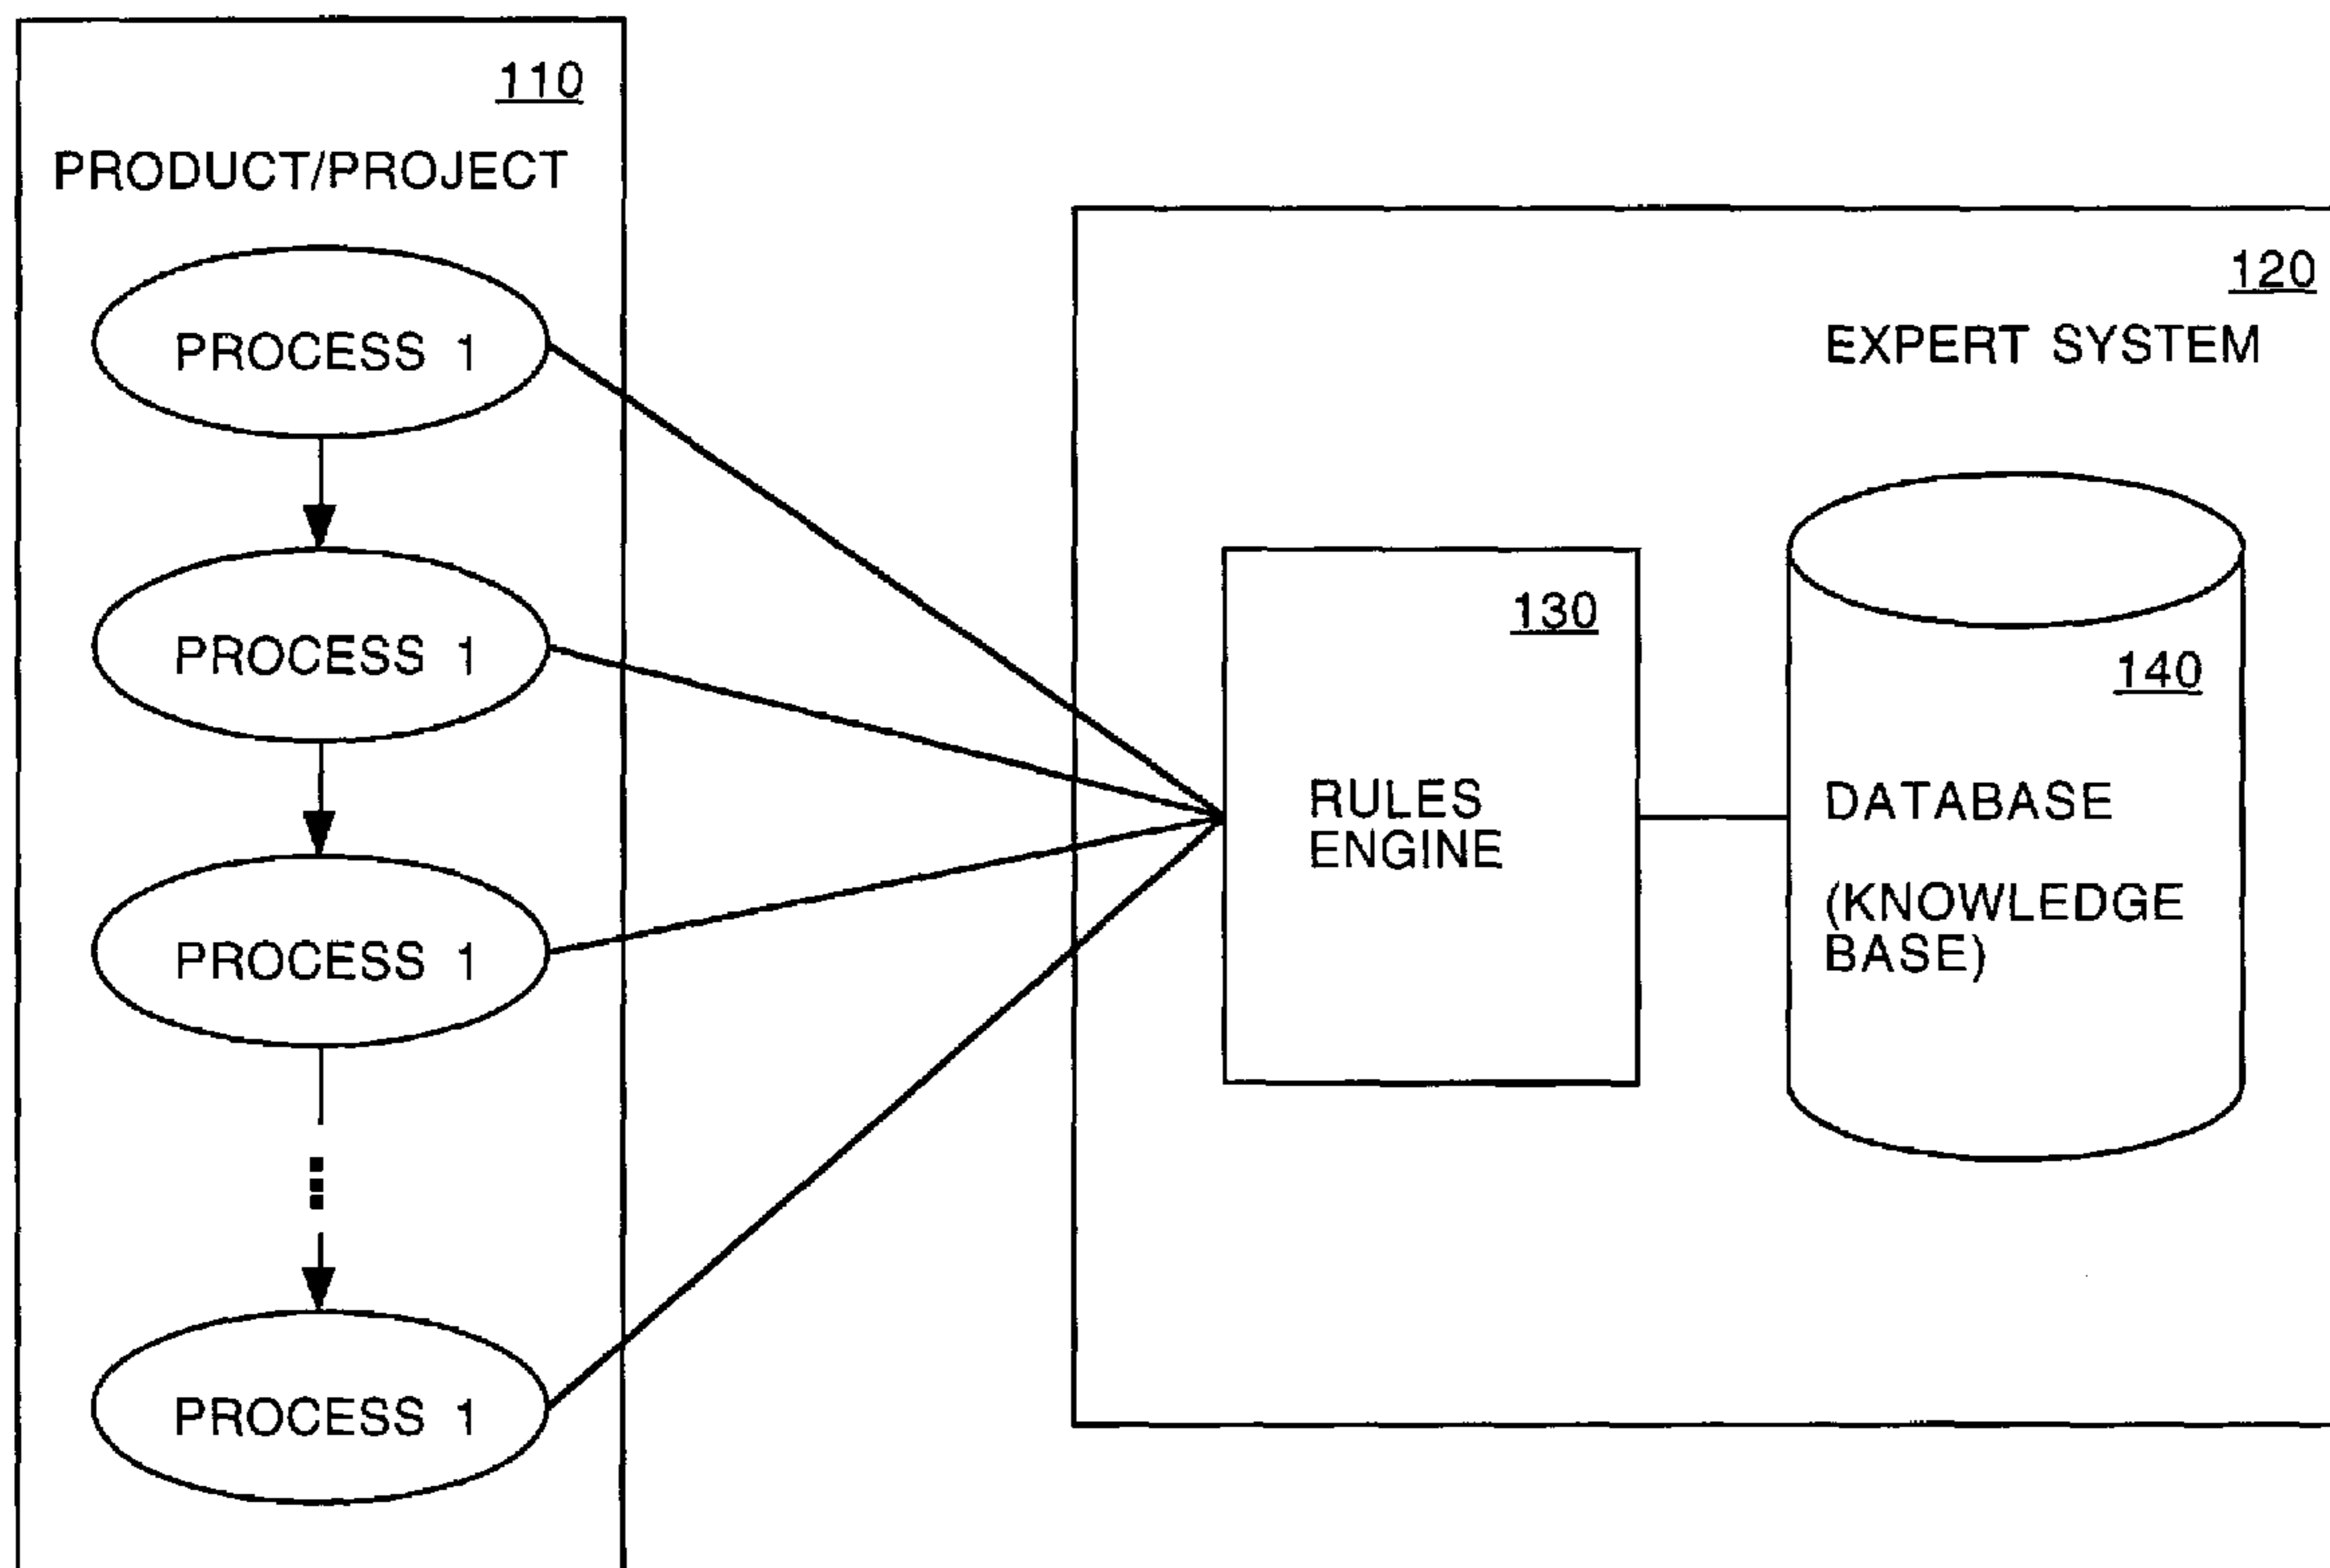 110
PRODUCT/PROJECT
PROCESS 1
PROCESS 1
PROCESS 1
PROCESS 1
120
EXPERT SYSTEM
130
RULES
ENGINE
140
DATABASE
(KNOWLEDGE
BASE)